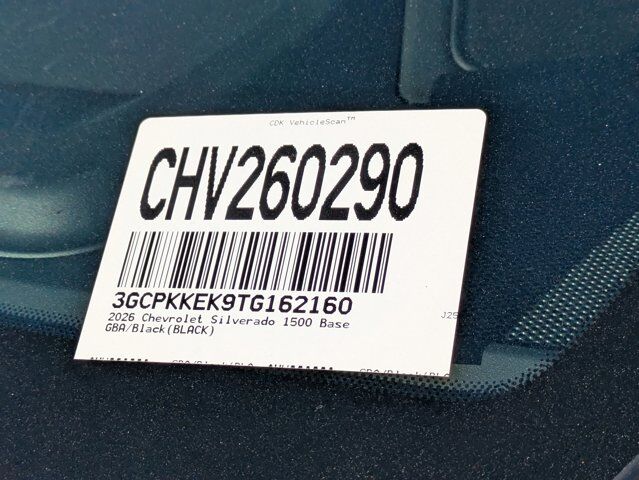 CDK VehicleScan™
CHV260290
3GCPKKEK9TG162160
2026 Chevrolet Silverado 1500 Base
GBA/Black(BLACK)
J25